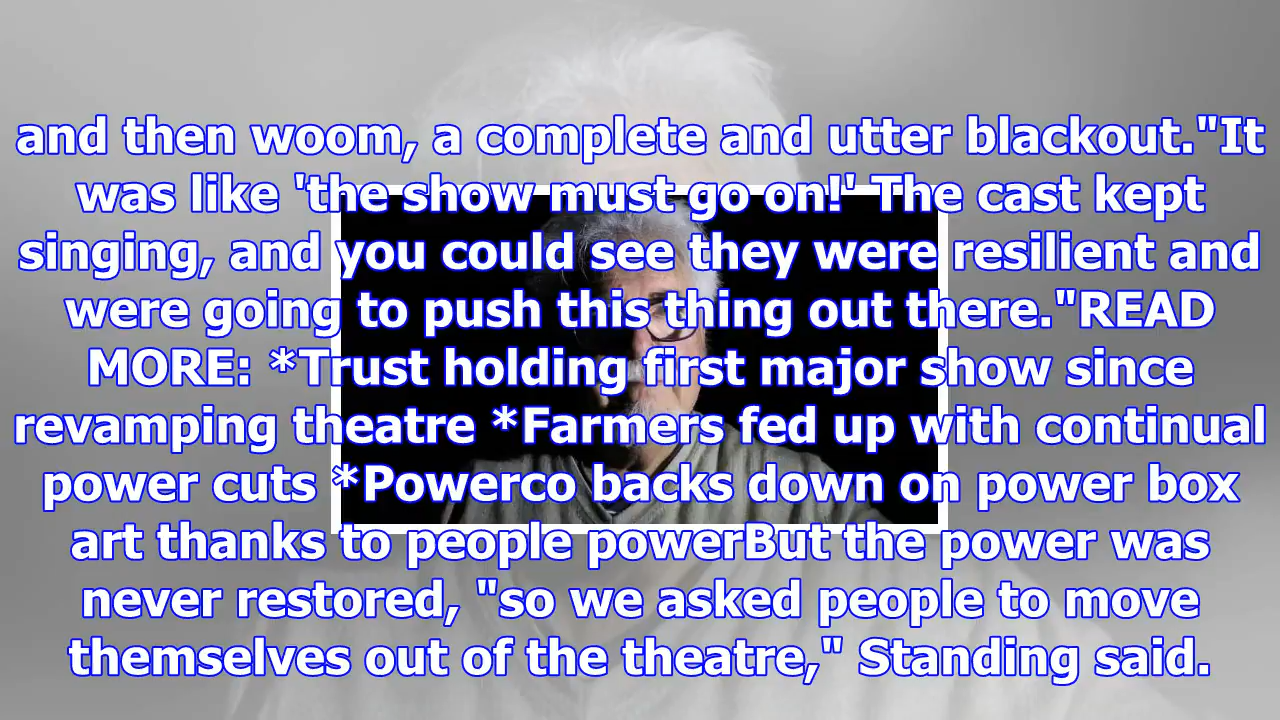 and then woom, a complete and utter blackout."It
was like 'the show must go on!' The cast kept
singing, and you could see they were resilient and
were going to push this thing out there."READ
MORE: *Trust holding first major show since
revamping theatre *Farmers fed up with continual
power cuts *Powerco backs down on power box
art thanks to people powerBut the power was
never restored, "so we asked people to move
themselves out of the theatre," Standing said.